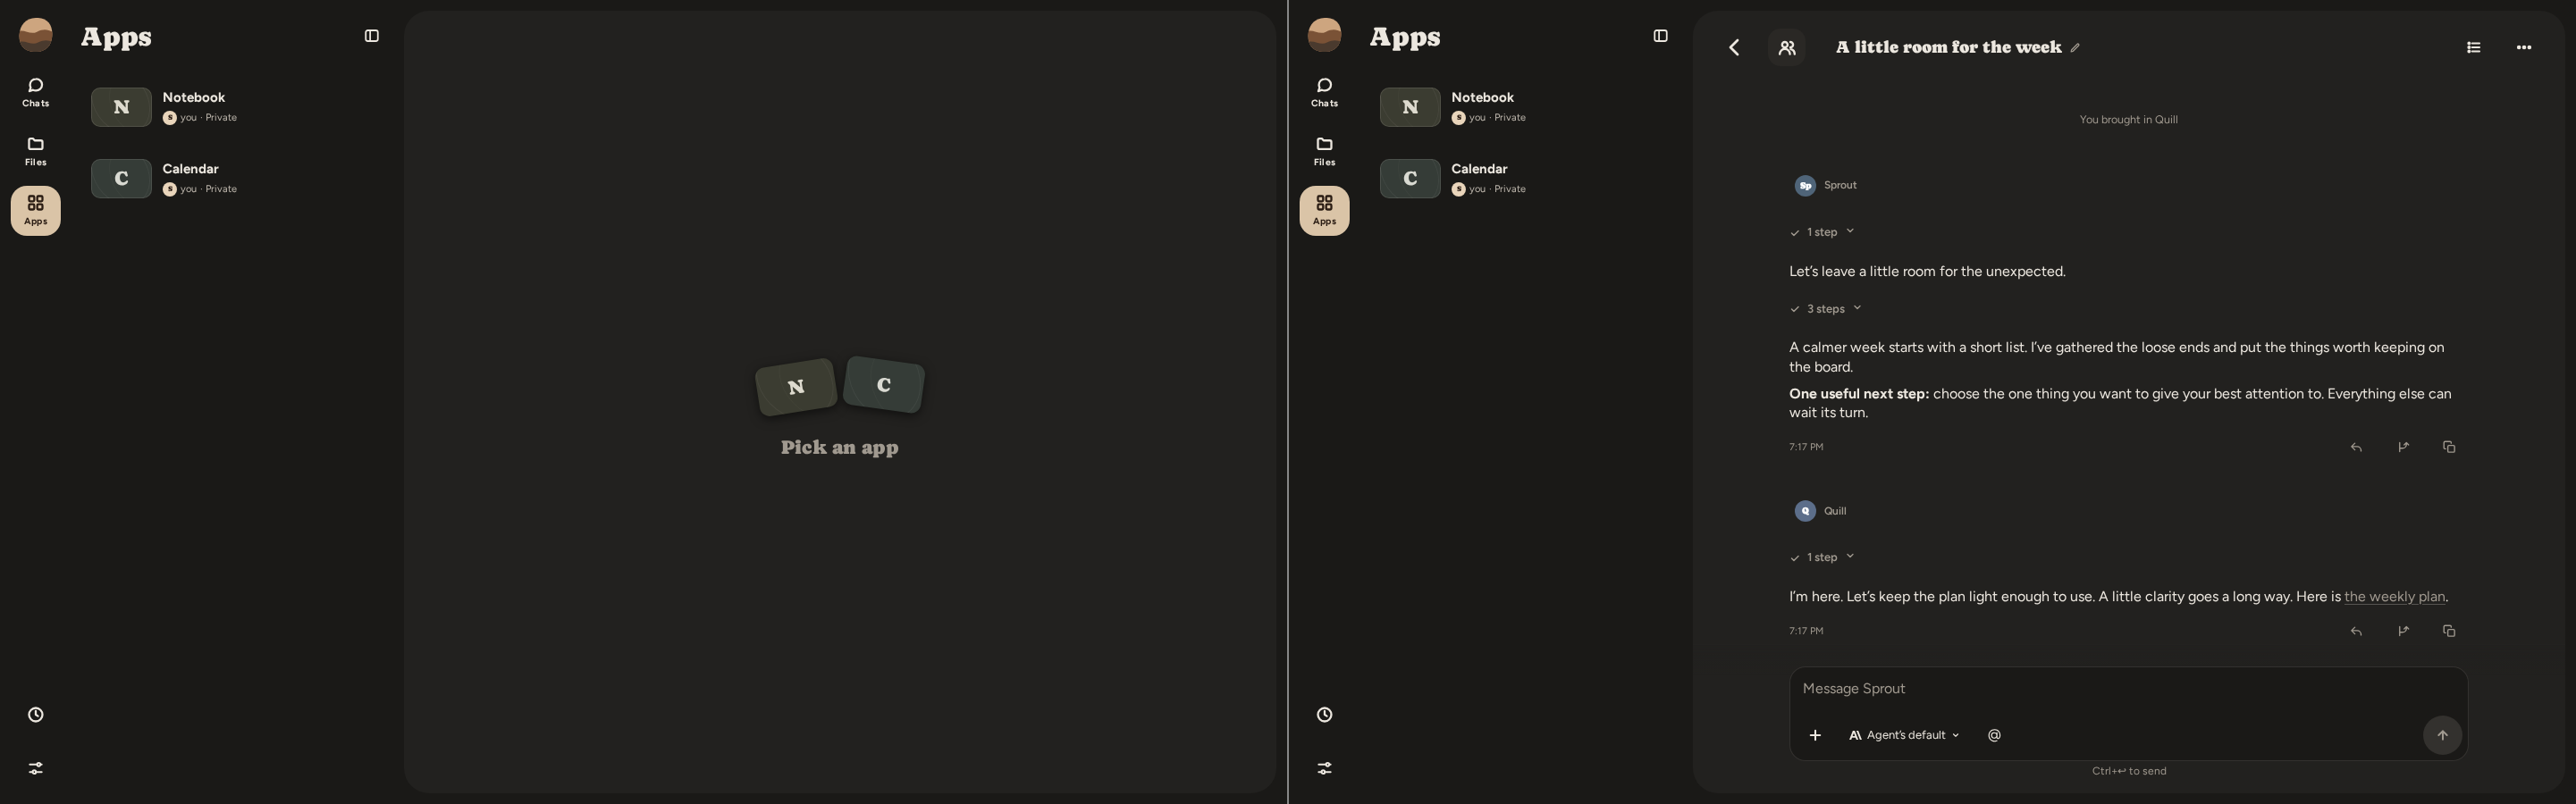 Apps
Chats
Files
Apps
N
Notebook
S you · Private
C
Calendar
S you · Private
N
C
Pick an app
Apps
Chats
Files
Apps
N
Notebook
S you · Private
C
Calendar
S you · Private
A little room for the week
You brought in Quill
Sp Sprout
1 step
Let’s leave a little room for the unexpected.
3 steps
A calmer week starts with a short list. I’ve gathered the loose ends and put the things worth keeping on
the board.
One useful next step: choose the one thing you want to give your best attention to. Everything else can
wait its turn.
7:17 PM
Q Quill
1 step
I’m here. Let’s keep the plan light enough to use. A little clarity goes a long way. Here is the weekly plan.
7:17 PM
Message Sprout
A\ Agent’s default @
Ctrl+↩ to send